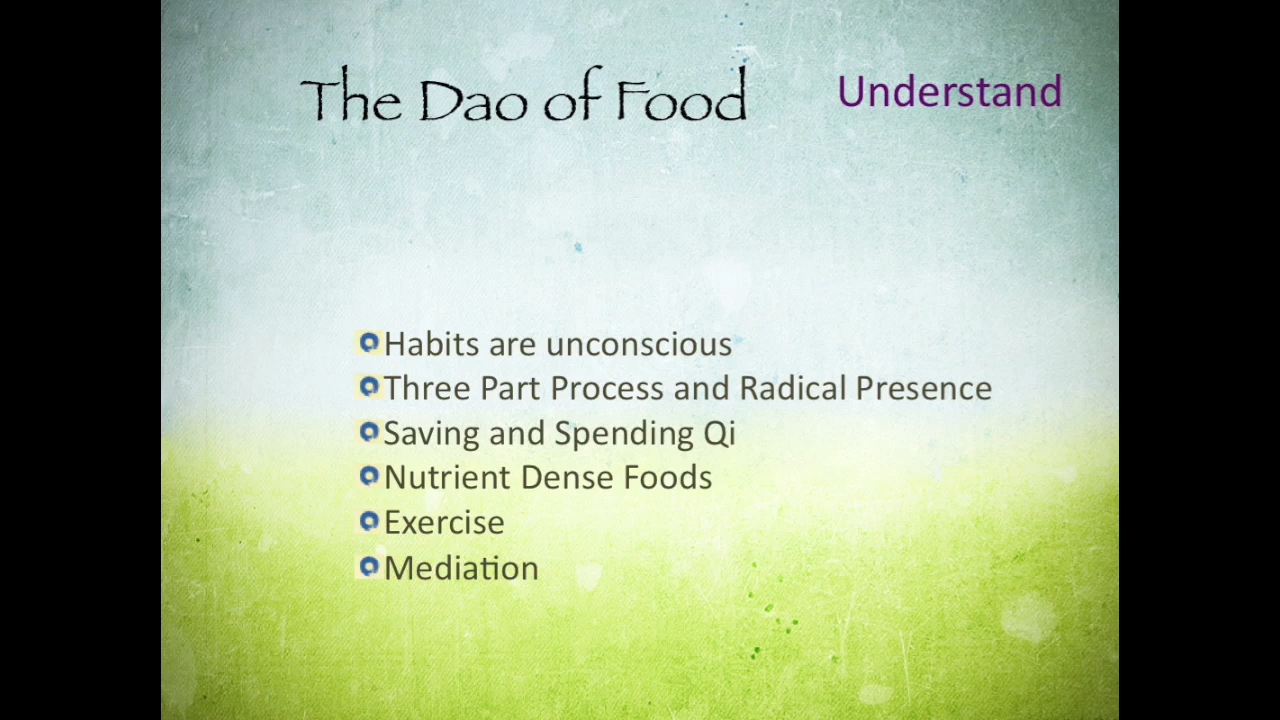 The Dao of Food
Understand
Habits are unconscious
Three Part Process and Radical Presence
Saving and Spending Qi
Nutrient Dense Foods
Exercise
Mediation